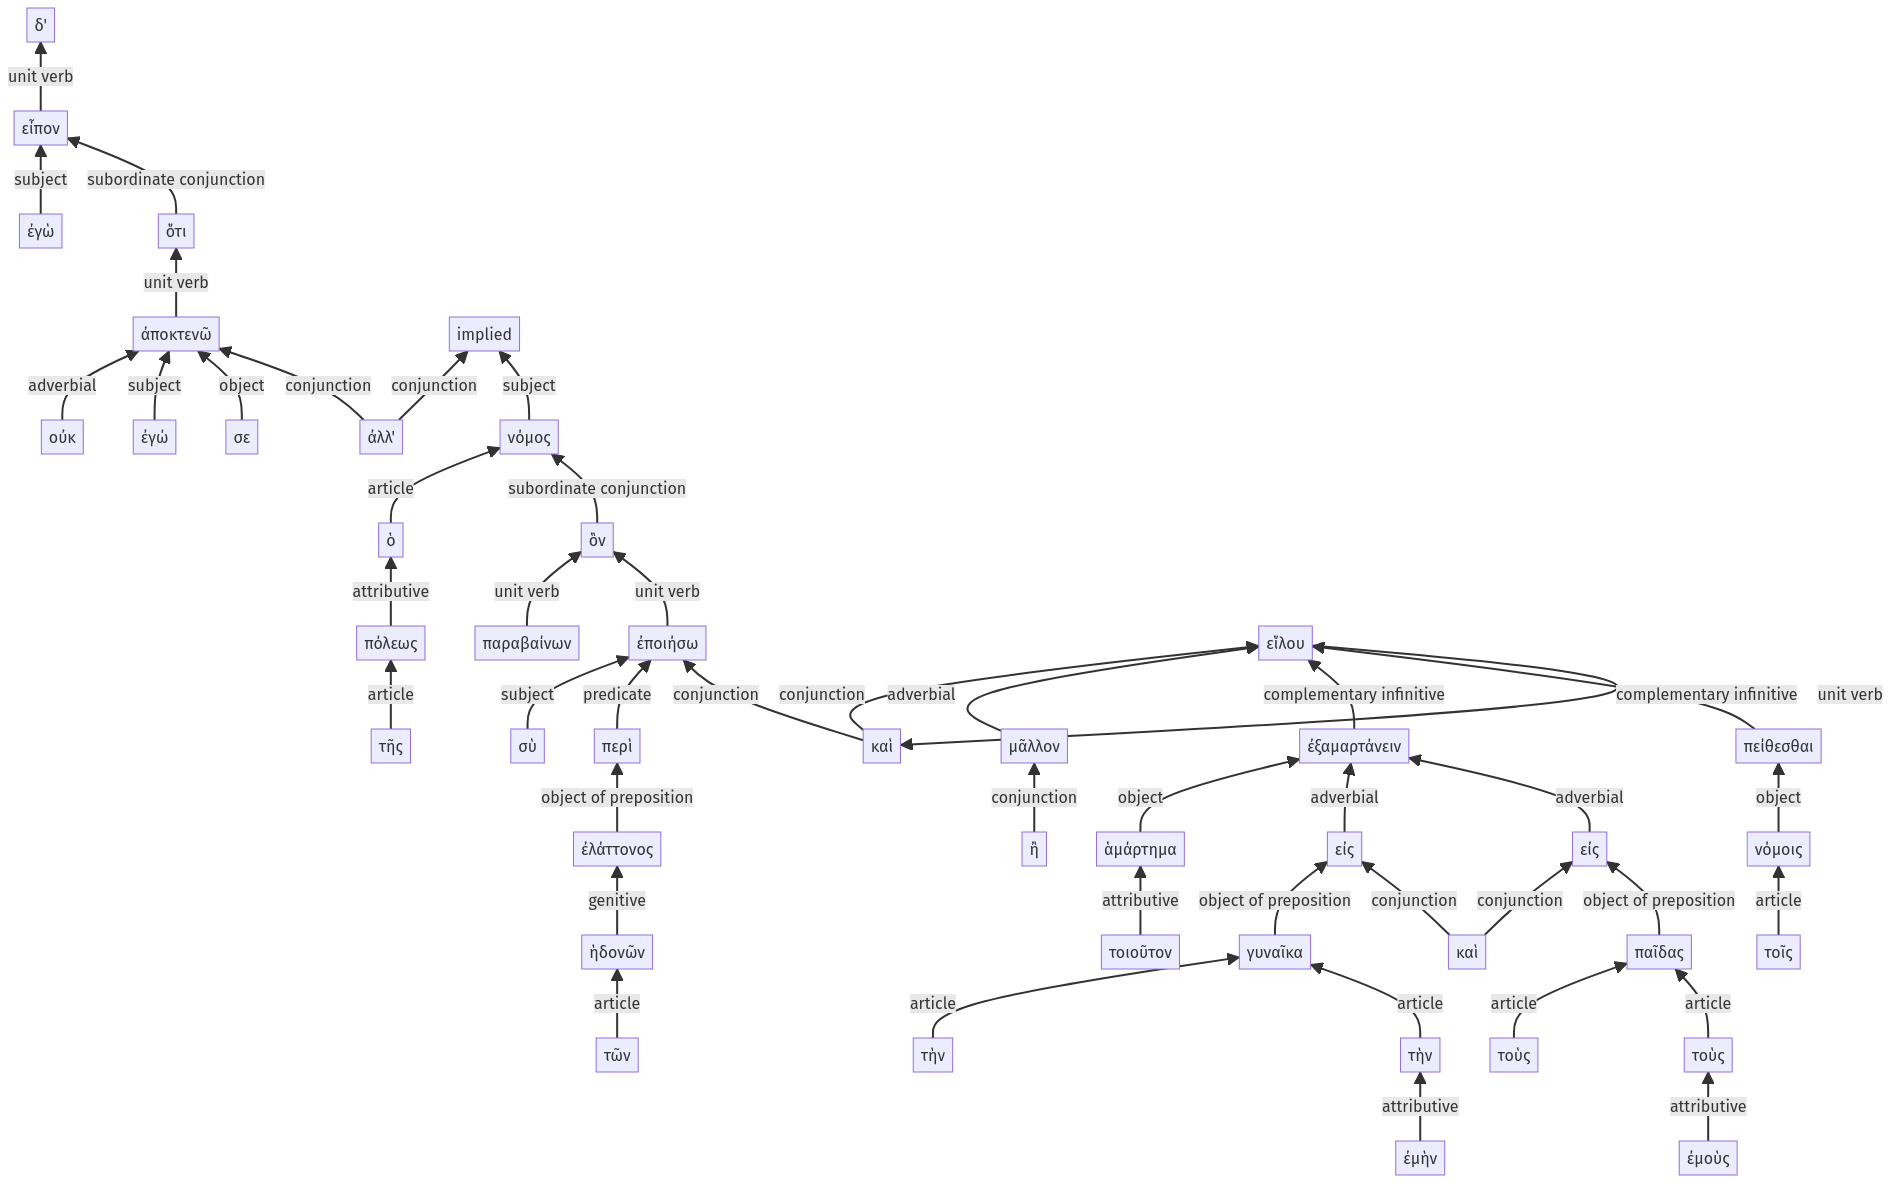 δ'
unit verb
εἶπον
subject subordinate conjunction
ἐγὼ ὅτι
unit verb
ἀποκτενῶ implied
adverbial subject object conjunction conjunction subject
οὐκ ἐγώ σε ἀλλ' νόμος
article subordinate conjunction
ὁ ὃν
attributive unit verb unit verb
πόλεως παραβαίνων ἐποιήσω εἵλου
article subject predicate conjunction conjunction adverbial complementary infinitive complementary infinitive unit verb
τῆς σὺ περὶ καὶ μᾶλλον ἐξαμαρτάνειν πείθεσθαι
object of preposition conjunction object adverbial adverbial object
ἐλάττονος ἢ ἁμάρτημα εἰς εἰς νόμοις
genitive attributive object of preposition conjunction conjunction object of preposition article
ἡδονῶν τοιοῦτον γυναῖκα καὶ παῖδας τοῖς
article article article article article
τῶν τὴν τὴν τοὺς τοὺς
attributive attributive
ἐμὴν ἐμοὺς